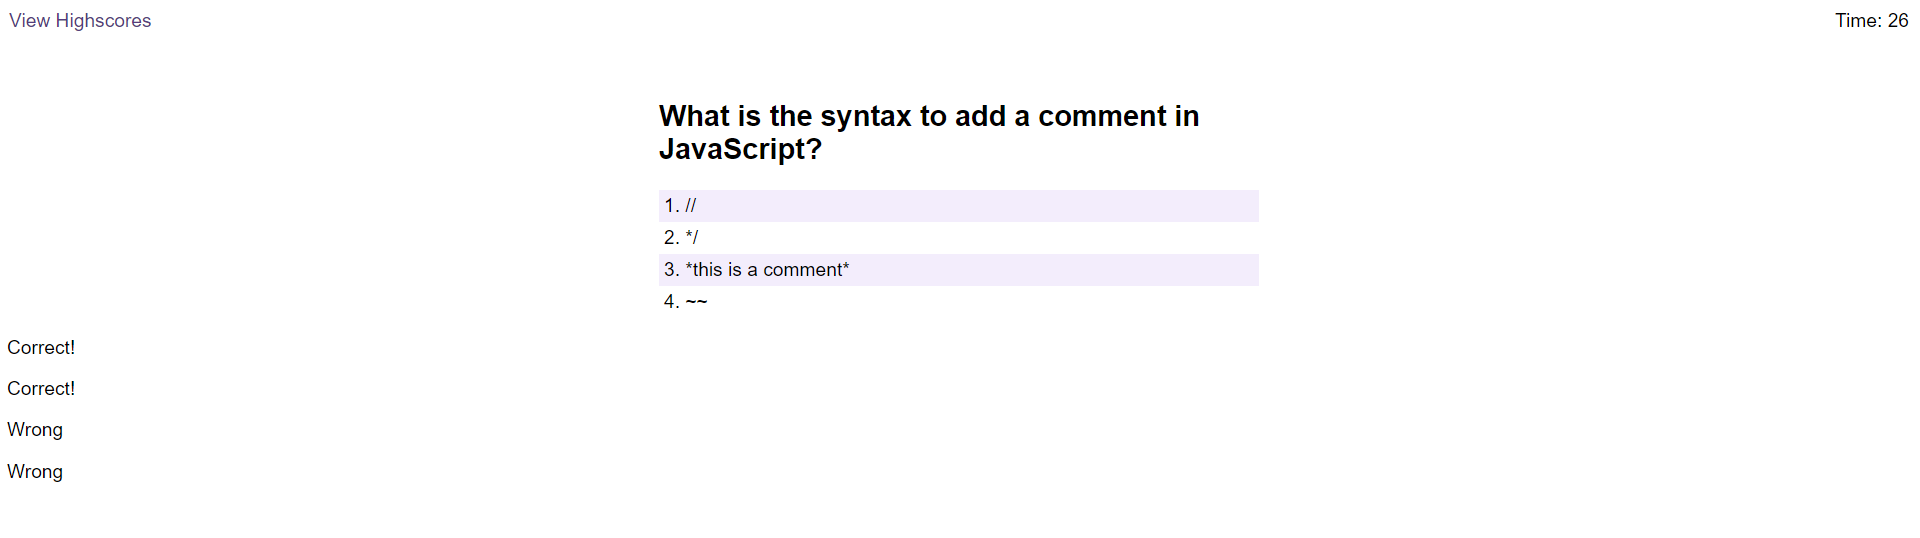 View Highscores
Time: 26
What is the syntax to add a comment in
JavaScript?
1. //
2. */
3. *this is a comment*
4. ~~
Correct!
Correct!
Wrong
Wrong